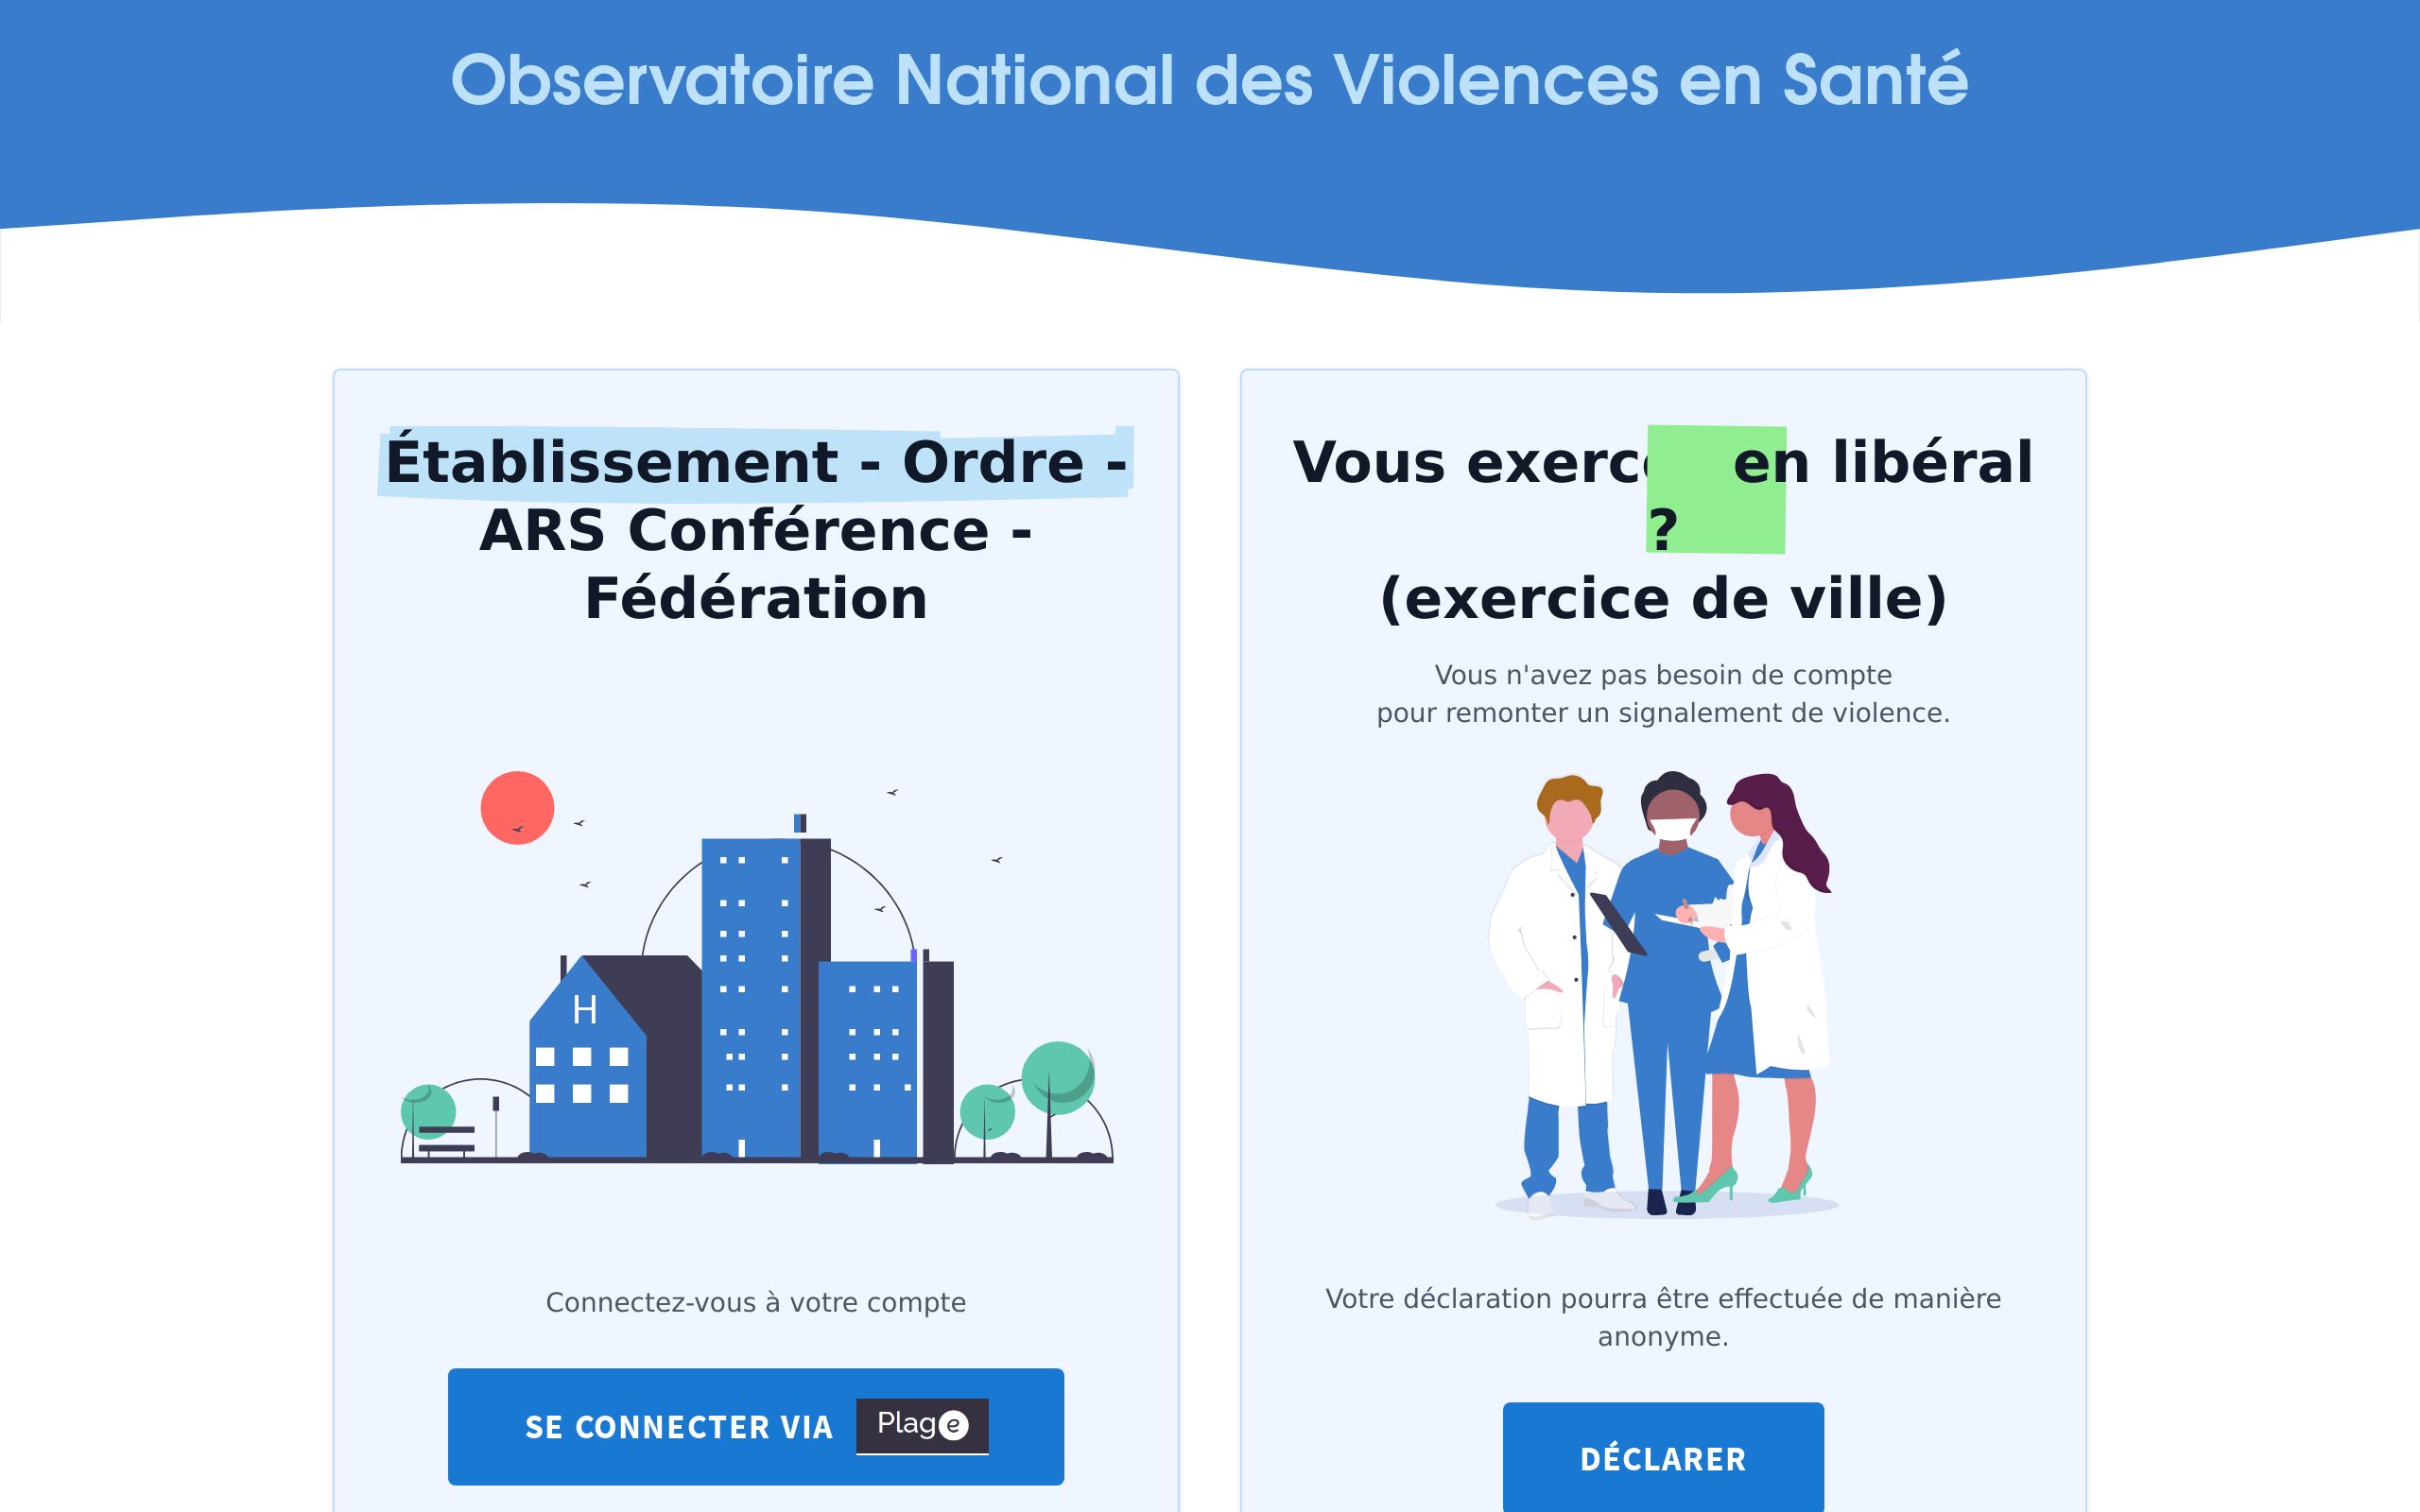 Observatoire National des Violences en Santé
Établissement - Ordre -
ARS Conférence -
Fédération
H
Connectez-vous à votre compte
SE CONNECTER VIA Plage
Vous en libéral
?
(exercice de ville)
Vous n'avez pas besoin de compte
pour remonter un signalement de violence.
Votre déclaration pourra être effectuée de manière
anonyme.
DÉCLARER